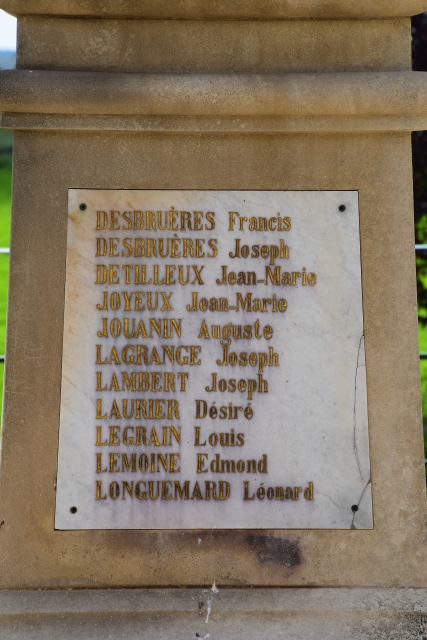 DESBRUÈRES Francis
DESBRUÈRES Joseph
DETILLEUX Jean-Marie
JOYEUX Jean-Marie
JOUANIN Auguste
LAGRANGE Joseph
LAMBERT Joseph
LAURIER Désiré
LEGRAIN Louis
LEMOINE Edmond
LONGUEMARD Léonard